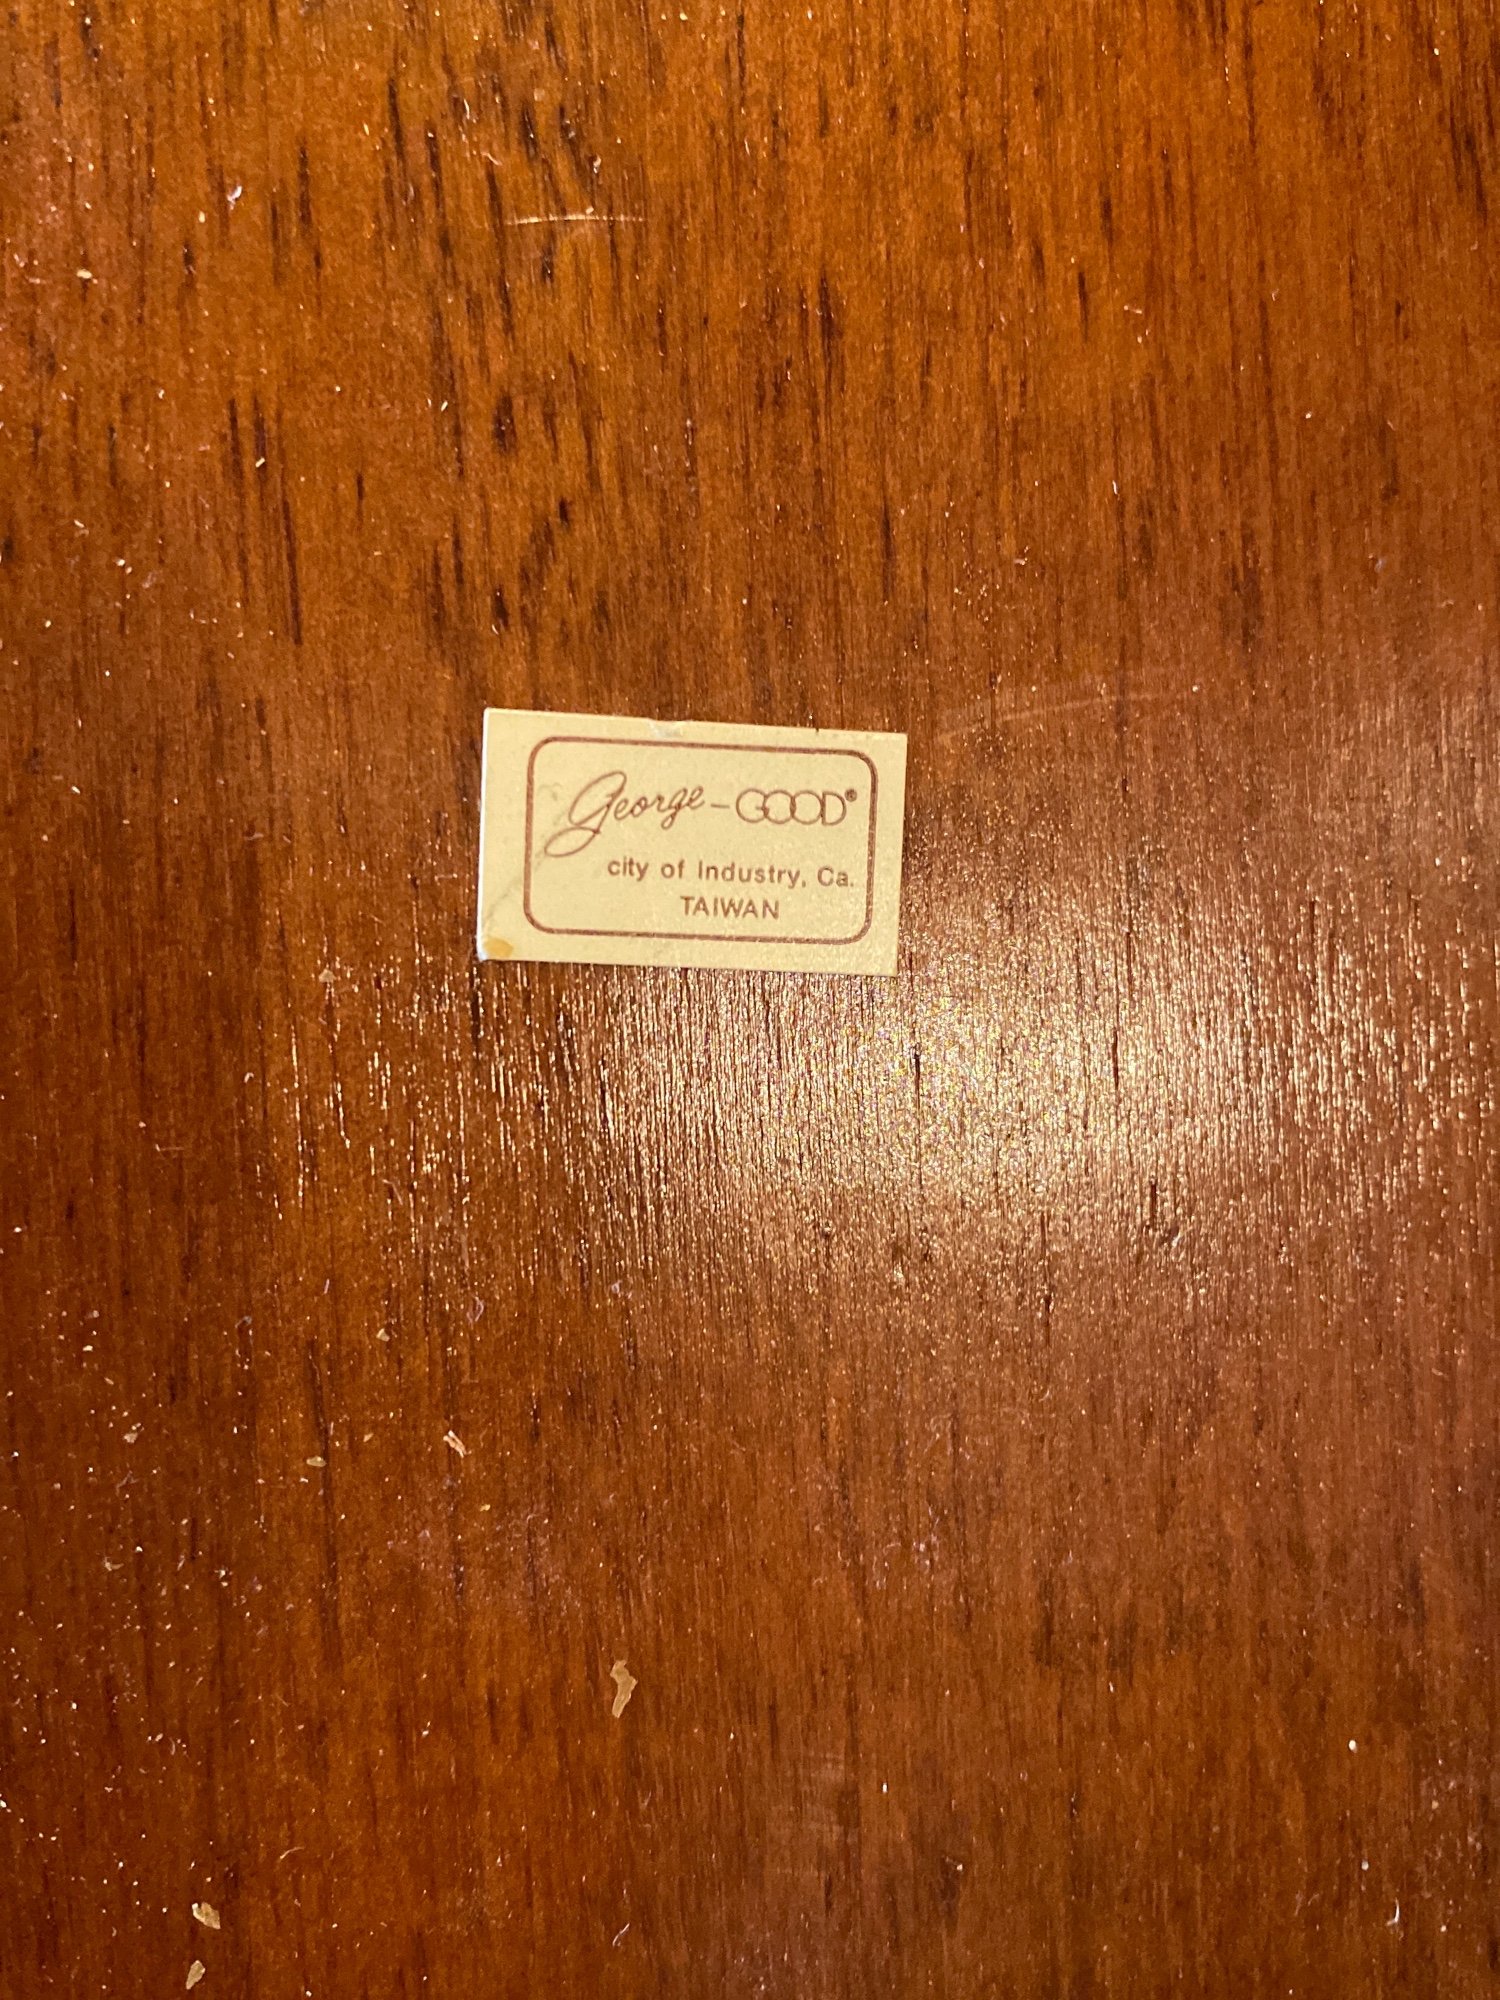 George-GOOD®
city of Industry, Ca.
TAIWAN